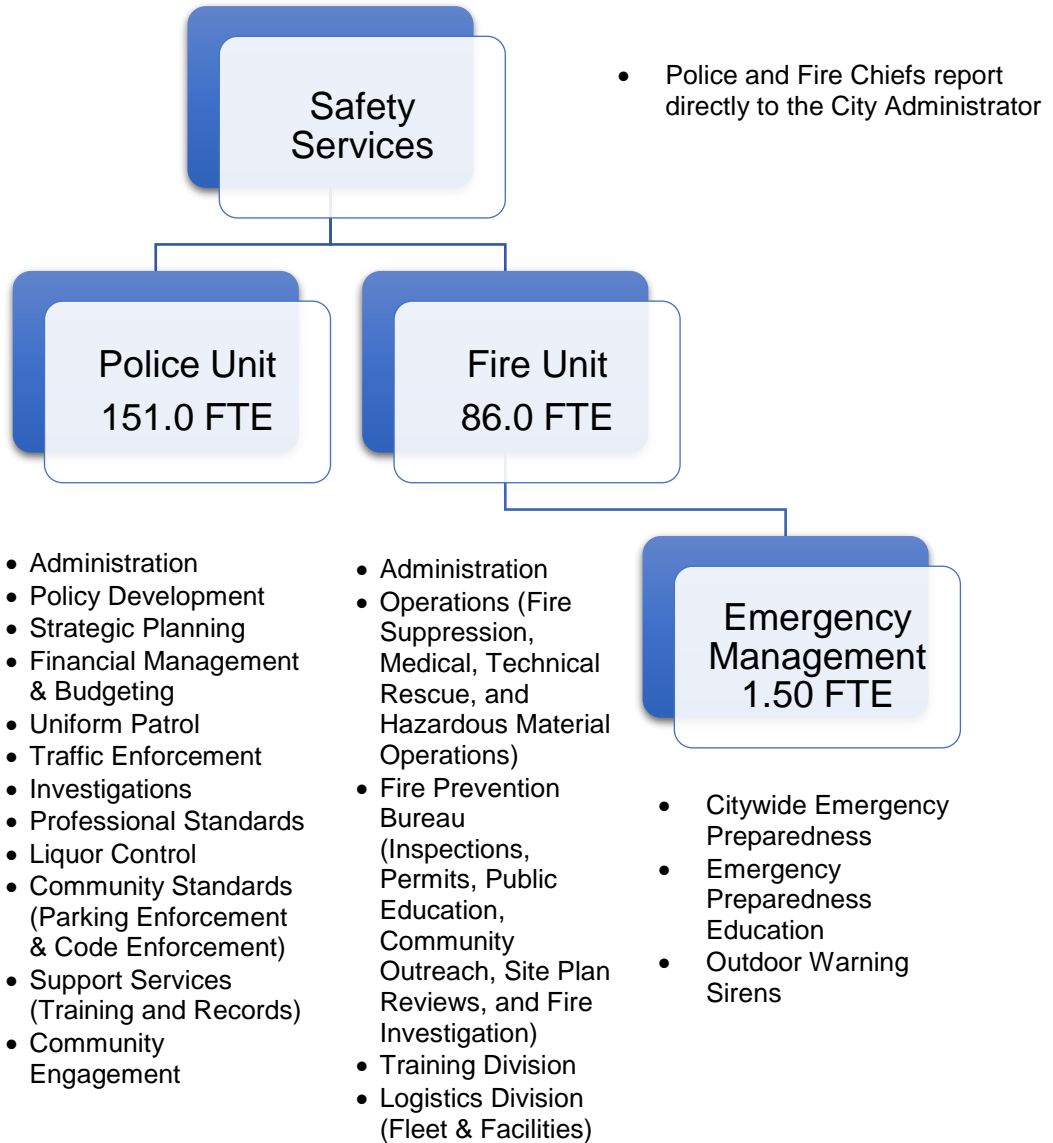 Safety
Services
• Police and Fire Chiefs report
directly to the City Administrator
Police Unit
151.0 FTE
Fire Unit
86.0 FTE
Emergency
Management
1.50 FTE
• Administration
• Policy Development
• Strategic Planning
• Financial Management
& Budgeting
• Uniform Patrol
• Traffic Enforcement
• Investigations
• Professional Standards
• Liquor Control
• Community Standards
(Parking Enforcement
& Code Enforcement)
• Support Services
(Training and Records)
• Community
Engagement
• Administration
• Operations (Fire
Suppression,
Medical, Technical
Rescue, and
Hazardous Material
Operations)
• Fire Prevention
Bureau
(Inspections,
Permits, Public
Education,
Community
Outreach, Site Plan
Reviews, and Fire
Investigation)
• Training Division
• Logistics Division
(Fleet & Facilities)
• Citywide Emergency
Preparedness
• Emergency
Preparedness
Education
• Outdoor Warning
Sirens